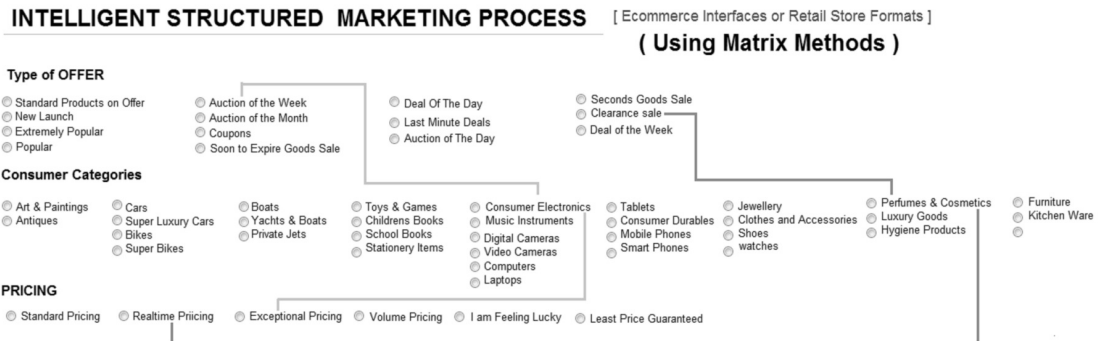 INTELLIGENT STRUCTURED MARKETING PROCESS [ Ecommerce Interfaces or Retail Store Formats ]
( Using Matrix Methods )
Type of OFFER
Standard Products on Offer
New Launch
Extremely Popular
Popular
Auction of the Week
Auction of the Month
Coupons
Soon to Expire Goods Sale
Deal Of The Day
Last Minute Deals
Auction of The Day
Seconds Goods Sale
Clearance sale
Deal of the Week
Consumer Categories
Art & Paintings
Antiques
Cars
Super Luxury Cars
Bikes
Super Bikes
Boats
Yachts & Boats
Private Jets
Toys & Games
Childrens Books
School Books
Stationery Items
Consumer Electronics
Music Instruments
Digital Cameras
Video Cameras
Computers
Laptops
Tablets
Consumer Durables
Mobile Phones
Smart Phones
Jewellery
Clothes and Accessories
Shoes
watches
Perfumes & Cosmetics
Luxury Goods
Hygiene Products
Furniture
Kitchen Ware
PRICING
Standard Pricing
Realtime Priicing
Exceptional Pricing
Volume Pricing
I am Feeling Lucky
Least Price Guaranteed